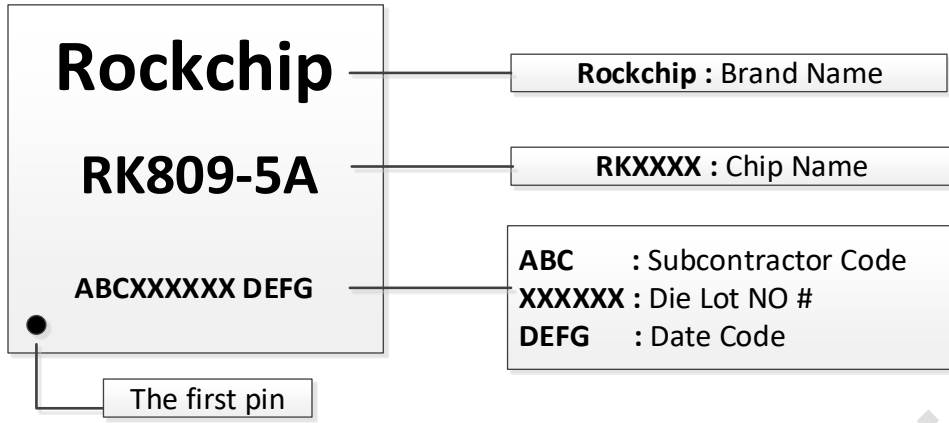 Rockchip
Rockchip : Brand Name
RK809-5A
RKXXXX : Chip Name
ABCXXXXXX DEFG
ABC : Subcontractor Code
XXXXXX : Die Lot NO #
DEFG : Date Code
The first pin